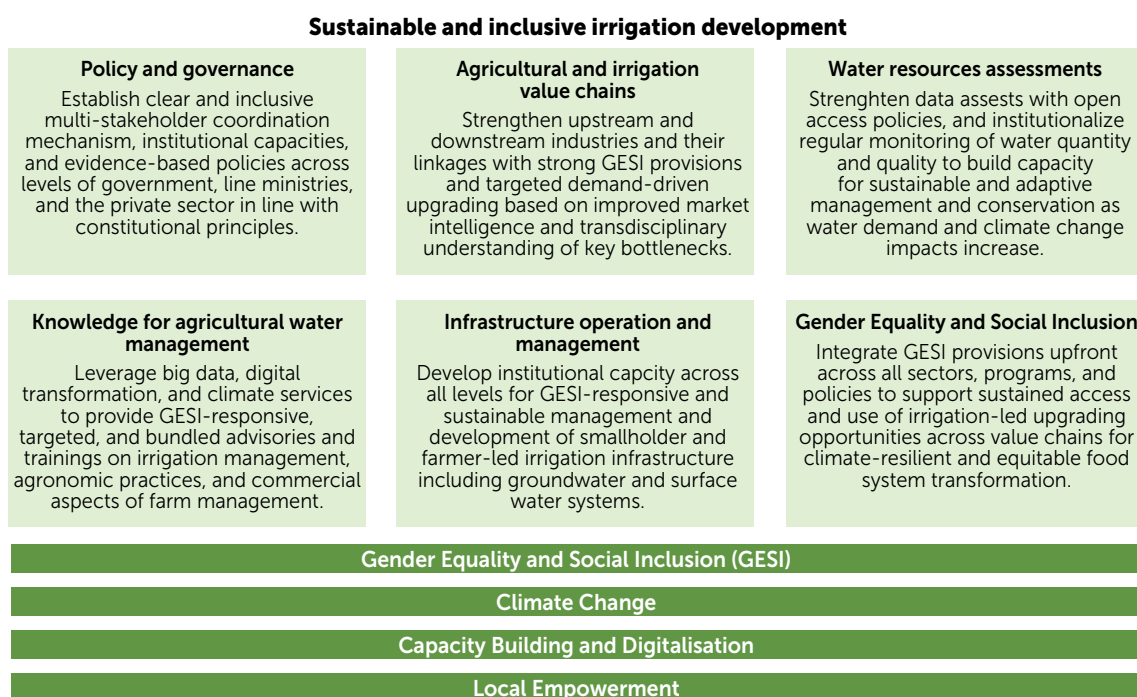 Sustainable and inclusive irrigation development
Policy and governance
Establish clear and inclusive
multi-stakeholder coordination
mechanism, institutional capacities,
and evidence-based policies across
levels of government, line ministries,
and the private sector in line with
constitutional principles.
Agricultural and irrigation
value chains
Strengthen upstream and
downstream industries and their
linkages with strong GESI provisions
and targeted demand-driven
upgrading based on improved market
intelligence and transdisciplinary
understanding of key bottlenecks.
Water resources assessments
Strenghten data assests with open
access policies, and institutionalize
regular monitoring of water quantity
and quality to build capacity
for sustainable and adaptive
management and conservation as
water demand and climate change
impacts increase.
Knowledge for agricultural water
management
Leverage big data, digital
transformation, and climate services
to provide GESI-responsive,
targeted, and bundled advisories and
trainings on irrigation management,
agronomic practices, and commercial
aspects of farm management.
Infrastructure operation and
management
Develop institutional capcity across
all levels for GESI-responsive and
sustainable management and
development of smallholder and
farmer-led irrigation infrastructure
including groundwater and surface
water systems.
Gender Equality and Social Inclusion
Integrate GESI provisions upfront
across all sectors, programs, and
policies to support sustained access
and use of irrigation-led upgrading
opportunities across value chains for
climate-resilient and equitable food
system transformation.
Gender Equality and Social Inclusion (GESI)
Climate Change
Capacity Building and Digitalisation
Local Empowerment